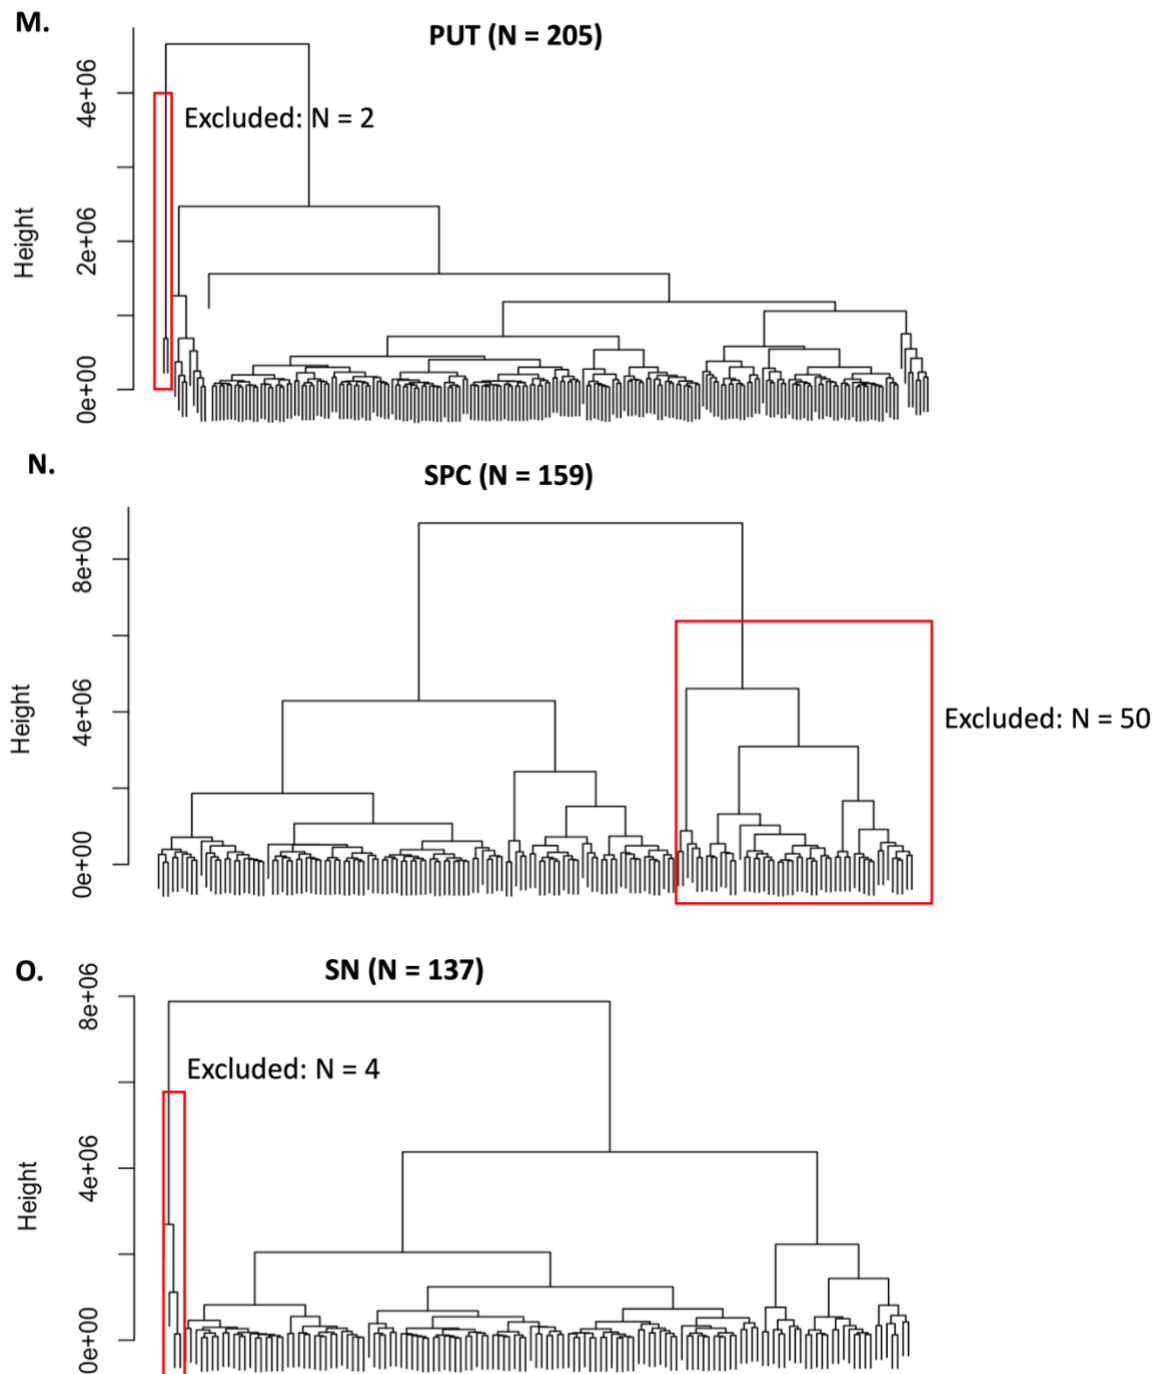 M.
PUT (N = 205)
Excluded: N = 2
Height
4e+06
2e+06
0e+00
N.
SPC (N = 159)
Excluded: N = 50
Height
8e+06
4e+06
0e+00
O.
SN (N = 137)
Excluded: N = 4
Height
8e+06
4e+06
0e+00